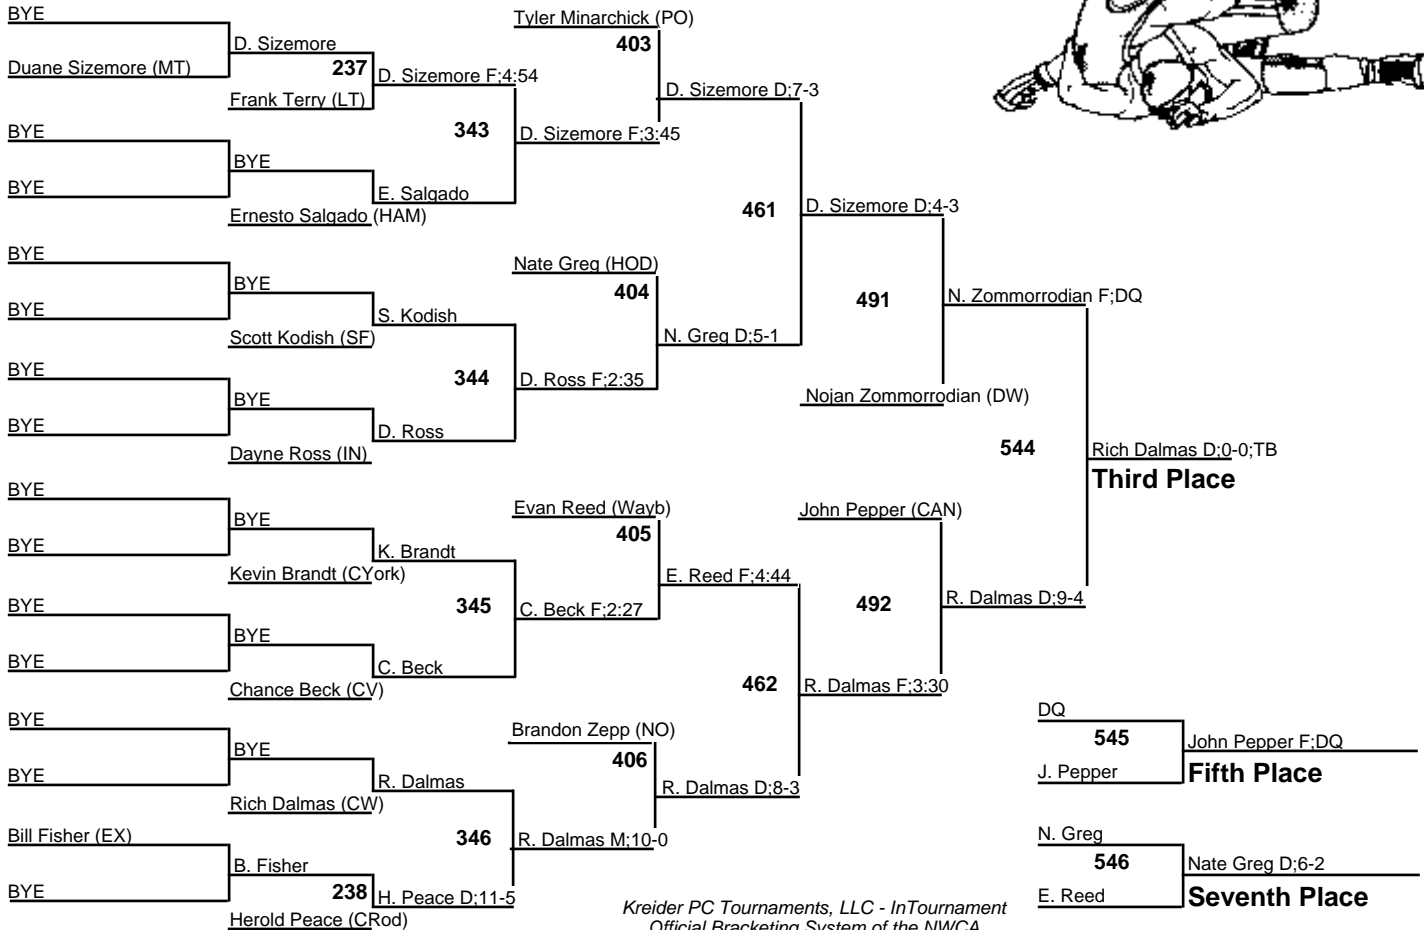 BYE
Tyler Minarchick (PO)
D. Sizemore
403
Duane Sizemore (MT)
237
D. Sizemore F;4:54
D. Sizemore D;7-3
Frank Terry (LT)
BYE
343
D. Sizemore F;3:45
BYE
BYE
E. Salgado
Ernesto Salgado (HAM)
461
D. Sizemore D;4-3
BYE
Nate Greg (HOD)
BYE
404
491
N. Zommorrodian F;DQ
BYE
S. Kodish
Scott Kodish (SF)
N. Greg D;5-1
BYE
344
D. Ross F;2:35
BYE
Nojan Zommorrodian (DW)
BYE
D. Ross
Dayne Ross (IN)
544
Rich Dalmas D;0-0;TB
Third Place
BYE
Evan Reed (Wayb)
John Pepper (CAN)
BYE
405
BYE
K. Brandt
Kevin Brandt (CYork)
E. Reed F;4:44
BYE
345
C. Beck F;2:27
492
R. Dalmas D;9-4
BYE
BYE
C. Beck
Chance Beck (CV)
462
R. Dalmas F;3:30
BYE
Brandon Zepp (NO)
DQ
BYE
406
545
John Pepper F;DQ
BYE
R. Dalmas
R. Dalmas D;8-3
J. Pepper
Fifth Place
Rich Dalmas (CW)
Bill Fisher (EX)
346
R. Dalmas M;10-0
N. Greg
B. Fisher
546
Nate Greg D;6-2
BYE
238
H. Peace D;11-5
E. Reed
Seventh Place
Herold Peace (CRod)
Kreider PC Tournaments, LLC - InTournament
Official Bracketing System of the NWCA